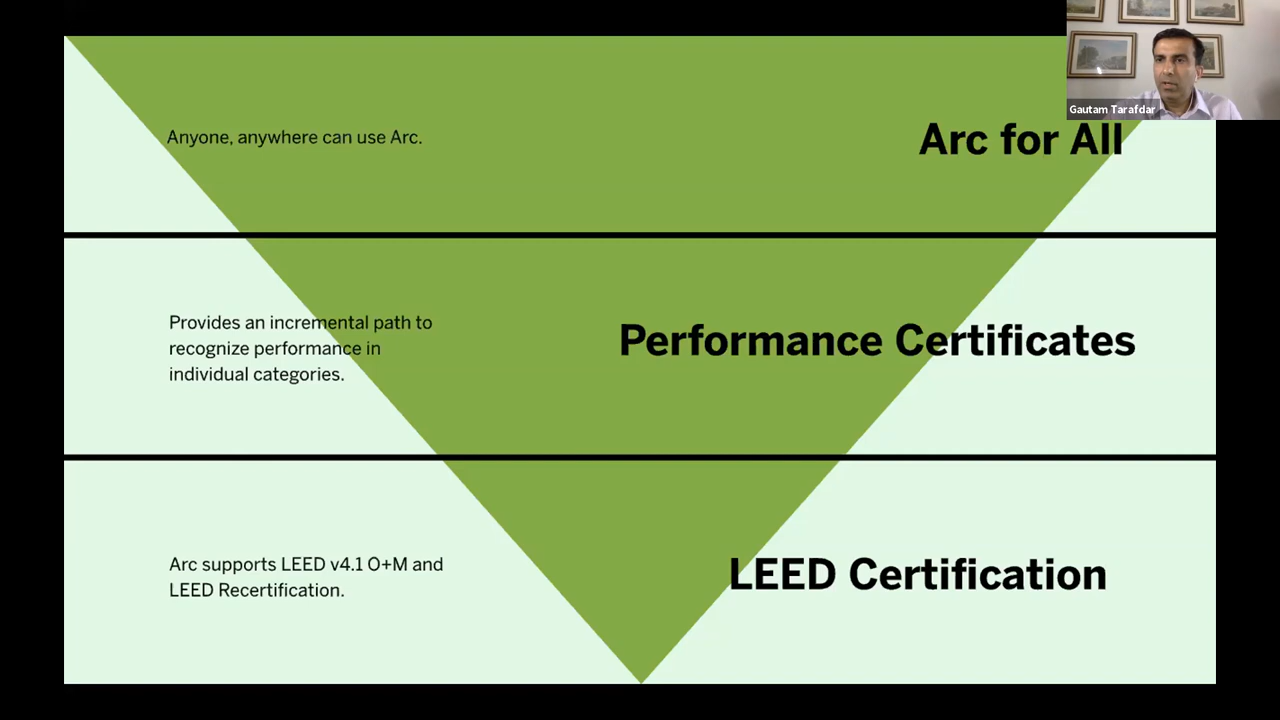 Gautam Tarafdar
Anyone, anywhere can use Arc.
Arc for All
Provides an incremental path to
recognize performance in
individual categories.
Performance Certificates
Arc supports LEED v4.1 O+M and
LEED Recertification.
LEED Certification